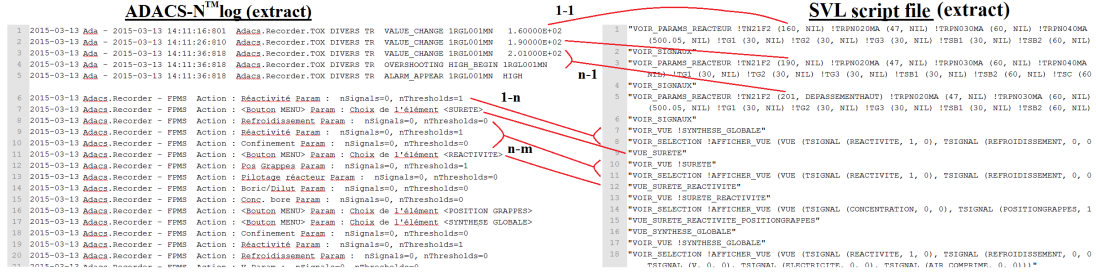 ADACS-N™ log (extract)
1 2015-03-13 Ada - 2015-03-13 14:11:16:801 Adacs.Recorder.TOX DIVERS TR VALUE_CHANGE 1RGL001MN 1.60000E+02
2 2015-03-13 Ada - 2015-03-13 14:11:26:810 Adacs.Recorder.TOX DIVERS TR VALUE_CHANGE 1RGL001MN 1.90000E+02
3 2015-03-13 Ada - 2015-03-13 14:11:36:818 Adacs.Recorder.TOX DIVERS TR VALUE_CHANGE 1RGL001MN 2.01000E+02
4 2015-03-13 Ada - 2015-03-13 14:11:36:818 Adacs.Recorder.TOX DIVERS TR OVERSHOOTING HIGH_BEGIN 1RGL001MN
5 2015-03-13 Ada - 2015-03-13 14:11:36:818 Adacs.Recorder.TOX DIVERS TR ALARM_APPEAR 1RGL001MN HIGH
6 2015-03-13 Adacs.Recorder - FPMS Action : Réactivité Param : nSignals=0, nThresholds=1
7 2015-03-13 Adacs.Recorder - FPMS Action : <Bouton MENU> Param : Choix de l'élément <SURETE>
8 2015-03-13 Adacs.Recorder - FPMS Action : Refroidissement Param : nSignals=0, nThresholds=0
9 2015-03-13 Adacs.Recorder - FPMS Action : Réactivité Param : nSignals=0, nThresholds=1
10 2015-03-13 Adacs.Recorder - FPMS Action : Confinement Param : nSignals=0, nThresholds=0
11 2015-03-13 Adacs.Recorder - FPMS Action : <Bouton MENU> Param : Choix de l'élément <REACTIVITE>
12 2015-03-13 Adacs.Recorder - FPMS Action : Pos Grappes Param : nSignals=0, nThresholds=1
13 2015-03-13 Adacs.Recorder - FPMS Action : Pilotage réacteur Param : nSignals=0, nThresholds=0
14 2015-03-13 Adacs.Recorder - FPMS Action : Boric/Dilut Param : nSignals=0, nThresholds=0
15 2015-03-13 Adacs.Recorder - FPMS Action : Conc. bore Param : nSignals=0, nThresholds=0
16 2015-03-13 Adacs.Recorder - FPMS Action : <Bouton MENU> Param : Choix de l'élément <POSITION GRAPPES>
17 2015-03-13 Adacs.Recorder - FPMS Action : <Bouton MENU> Param : Choix de l'élément <SYNTHESE GLOBALE>
18 2015-03-13 Adacs.Recorder - FPMS Action : Confinement Param : nSignals=0, nThresholds=0
19 2015-03-13 Adacs.Recorder - FPMS Action : Réactivité Param : nSignals=0, nThresholds=1
20 2015-03-13 Adacs.Recorder - FPMS Action : Refroidissement Param : nSignals=0, nThresholds=0
1-1
n-1
1-n
n-m
SVL script file (extract)
1 "VOIR_PARAMS_REACTEUR !TN21F2 (160, NIL) !TRPN020MA (47, NIL) !TRPN030MA (60, NIL) !TRPN040MA
(500.05, NIL) !TG1 (30, NIL) !TG2 (30, NIL) !TG3 (30, NIL) !TSB1 (30, NIL) !TSB2 (60, NIL)
2 "VOIR_SIGNAUX"
3 "VOIR_PARAMS_REACTEUR !TN21F2 (190, NIL) !TRPN020MA (47, NIL) !TRPN030MA (60, NIL) !TRPN040MA
NIL) !TG1 (30, NIL) !TG2 (30, NIL) !TG3 (30, NIL) !TSB1 (30, NIL) !TSB2 (60, NIL) !TSC (60
4 "VOIR_SIGNAUX"
5 "VOIR_PARAMS_REACTEUR !TN21F2 (201, DEPASSEMENTHAUT) !TRPN020MA (47, NIL) !TRPN030MA (60, NIL)
(500.05, NIL) !TG1 (30, NIL) !TG2 (30, NIL) !TG3 (30, NIL) !TSB1 (30, NIL) !TSB2 (60, NIL)
6 "VOIR_SIGNAUX"
7 "VOIR_VUE !SYNTHESE_GLOBALE"
8 "VOIR_SELECTION !AFFICHER_VUE (VUE (TSIGNAL (REACTIVITE, 1, 0), TSIGNAL (REFROIDISSEMENT, 0, 0
9 "VUE_SURETE"
10 "VOIR_VUE !SURETE"
11 "VOIR_SELECTION !AFFICHER_VUE (VUE (TSIGNAL (REACTIVITE, 1, 0), TSIGNAL (REFROIDISSEMENT, 0, 0
12 "VUE_SURETE_REACTIVITE"
13 "VOIR_VUE !SURETE_REACTIVITE"
14 "VOIR_SELECTION !AFFICHER_VUE (VUE (TSIGNAL (CONCENTRATION, 0, 0), TSIGNAL (POSITIONGRAPPES, 1
15 "VUE_SURETE_REACTIVITE_POSITIONGRAPPES"
16 "VUE_SYNTHESE_GLOBALE"
17 "VOIR_VUE !SYNTHESE_GLOBALE"
18 "VOIR_SELECTION !AFFICHER_VUE (VUE (TSIGNAL (REACTIVITE, 1, 0), TSIGNAL (REFROIDISSEMENT, 0, 0